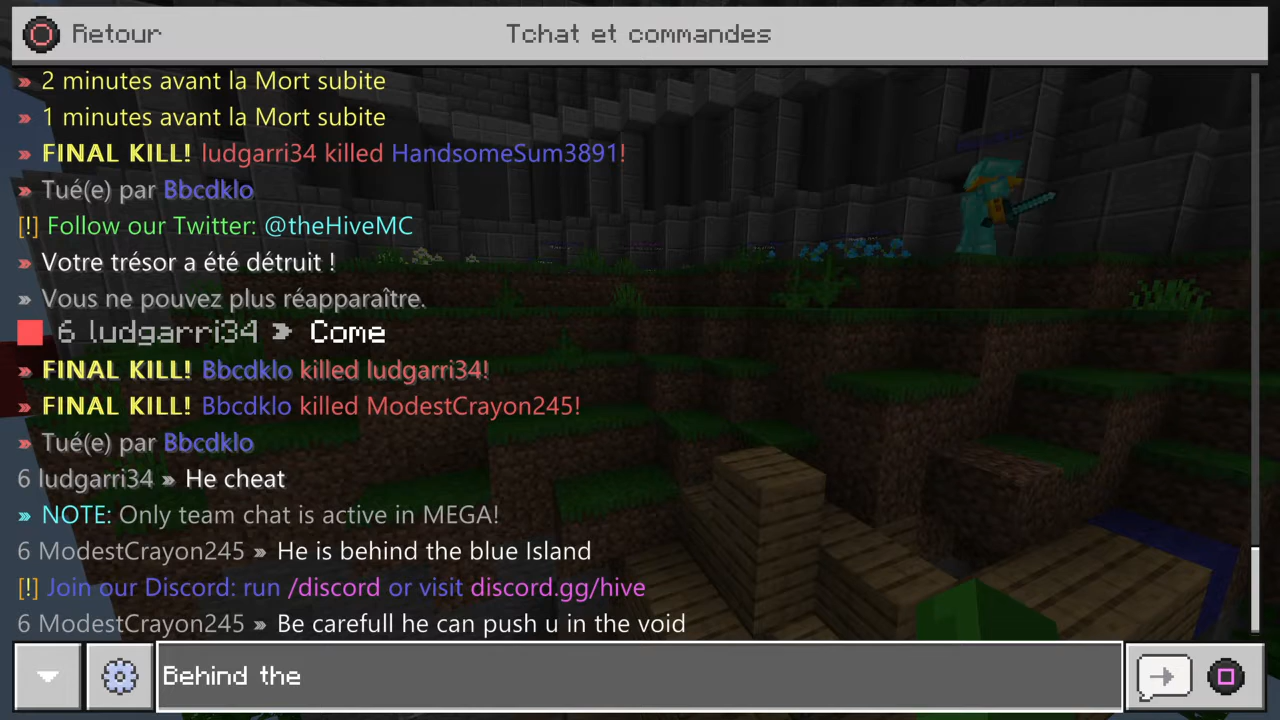 Retour
Tchat et commandes
» 2 minutes avant la Mort subite
» 1 minutes avant la Mort subite
» FINAL KILL! ludgarri34 killed HandsomeSum3891!
» Tué(e) par Bbcdklo
[!] Follow our Twitter: @theHiveMC
» Votre trésor a été détruit !
» Vous ne pouvez plus réapparaître.
6 ludgarri34 » Come
» FINAL KILL! Bbcdklo killed ludgarri34!
» FINAL KILL! Bbcdklo killed ModestCrayon245!
» Tué(e) par Bbcdklo
6 ludgarri34 » He cheat
» NOTE: Only team chat is active in MEGA!
6 ModestCrayon245 » He is behind the blue Island
[!] Join our Discord: run /discord or visit discord.gg/hive
6 ModestCrayon245 » Be carefull he can push u in the void
Behind the